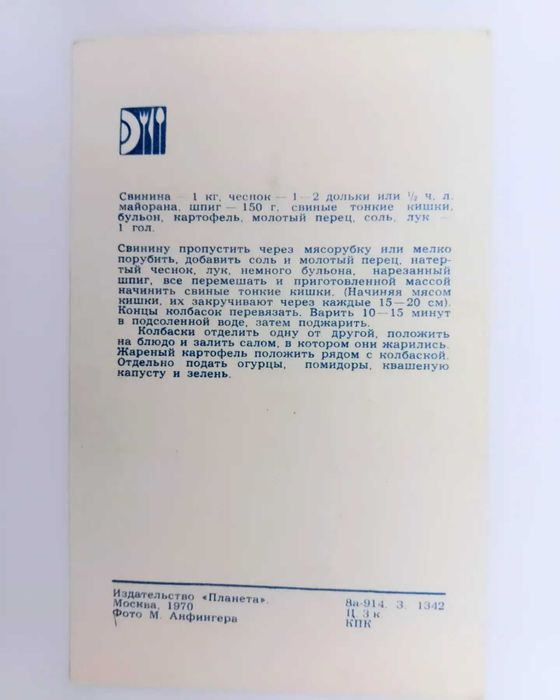 Свинина — 1 кг, чеснок — 1—2 дольки или ½ ч. л.
майорана, шпиг — 150 г, свиные тонкие кишки,
бульон, картофель, молотый перец, соль, лук —
1 гол.
Свинину пропустить через мясорубку или мелко
порубить, добавить соль и молотый перец, натер-
тый чеснок, лук, немного бульона, нарезанный
шпиг, все перемешать и приготовленной массой
начинить свиные тонкие кишки. (Начиняя мясом
кишки, их закручивают через каждые 15—20 см).
Концы колбасок перевязать. Варить 10—15 минут
в подсоленной воде, затем поджарить.
Колбаски отделить одну от другой, положить
на блюдо и залить салом, в котором они жарились.
Жареный картофель положить рядом с колбаской.
Отдельно подать огурцы, помидоры, квашеную
капусту и зелень.
Издательство «Планета».
Москва, 1970
Фото М. Анфингера
8а-914. З. 1342
Ц. 3 к
КПК